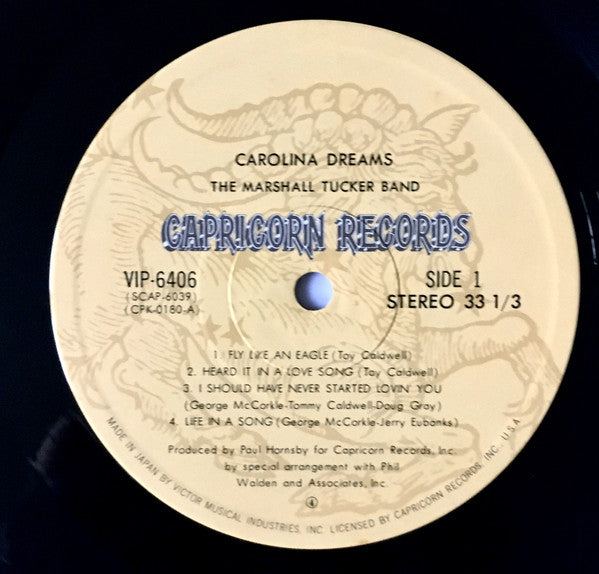 CAROLINA DREAMS
THE MARSHALL TUCKER BAND
CAPRICORN RECORDS
VIP-6406
(SCAP-6039)
(CPK-0180-A)
SIDE 1
STEREO 33 1/3
1. FLY LIKE AN EAGLE (Toy Caldwell)
2. HEARD IT IN A LOVE SONG (Toy Caldwell)
3. I SHOULD HAVE NEVER STARTED LOVIN' YOU
(George McCorkle-Tommy Caldwell-Doug Gray)
4. LIFE IN A SONG (George McCorkle-Jerry Eubanks)
Produced by Paul Hornsby for Capricorn Records, Inc.
by special arrangement with Phil
Walden and Associates, Inc.
④
MADE IN JAPAN BY VICTOR MUSICAL INDUSTRIES, INC. LICENSED BY CAPRICORN RECORDS INC., U.S.A.